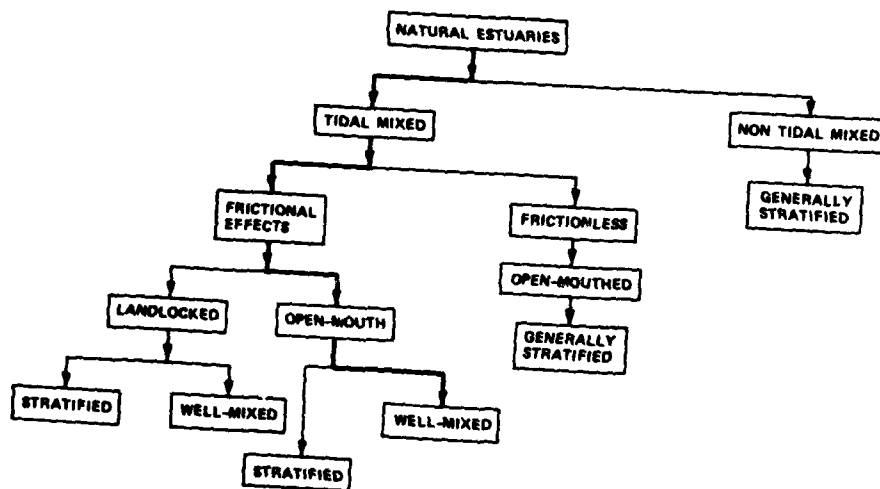 NATURAL ESTUARIES
TIDAL MIXED
NON TIDAL MIXED
FRICTIONAL
EFFECTS
FRICTIONLESS
GENERALLY
STRATIFIED
OPEN-MOUTHED
LANDLOCKED
OPEN-MOUTH
GENERALLY
STRATIFIED
STRATIFIED
WELL-MIXED
WELL-MIXED
STRATIFIED